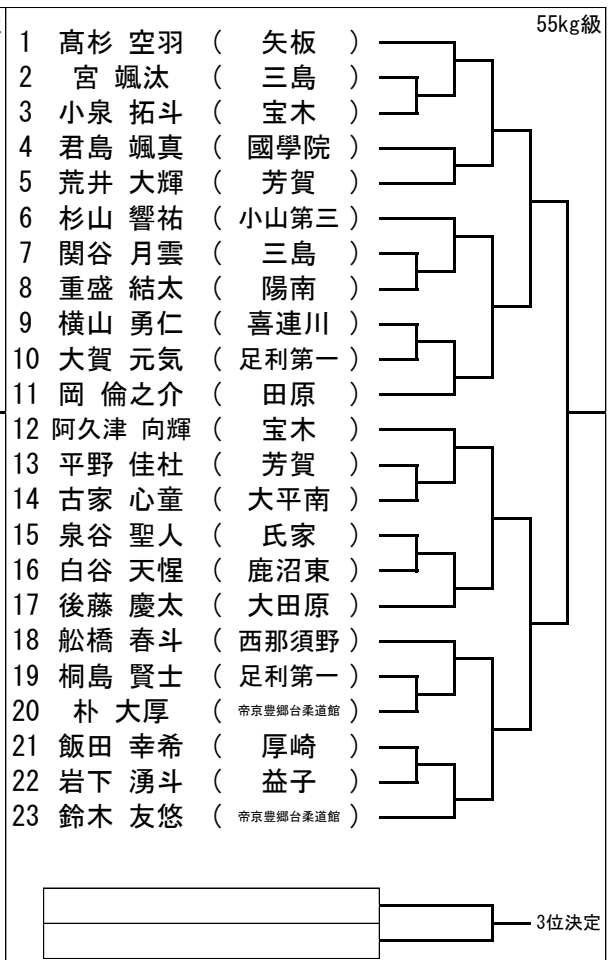 55kg級
1 髙杉 空羽 ( 矢板 )
2 宮 颯汰 ( 三島 )
3 小泉 拓斗 ( 宝木 )
4 君島 颯真 ( 國學院 )
5 荒井 大輝 ( 芳賀 )
6 杉山 響祐 ( 小山第三 )
7 関谷 月雲 ( 三島 )
8 重盛 結太 ( 陽南 )
9 横山 勇仁 ( 喜連川 )
10 大賀 元気 ( 足利第一 )
11 岡 倫之介 ( 田原 )
12 阿久津 向輝 ( 宝木 )
13 平野 佳杜 ( 芳賀 )
14 古家 心童 ( 大平南 )
15 泉谷 聖人 ( 氏家 )
16 白谷 天惺 ( 鹿沼東 )
17 後藤 慶太 ( 大田原 )
18 舩橋 春斗 ( 西那須野 )
19 桐島 賢士 ( 足利第一 )
20 朴 大厚 ( 帝京豊郷台柔道館 )
21 飯田 幸希 ( 厚崎 )
22 岩下 湧斗 ( 益子 )
23 鈴木 友悠 ( 帝京豊郷台柔道館 )
3位決定